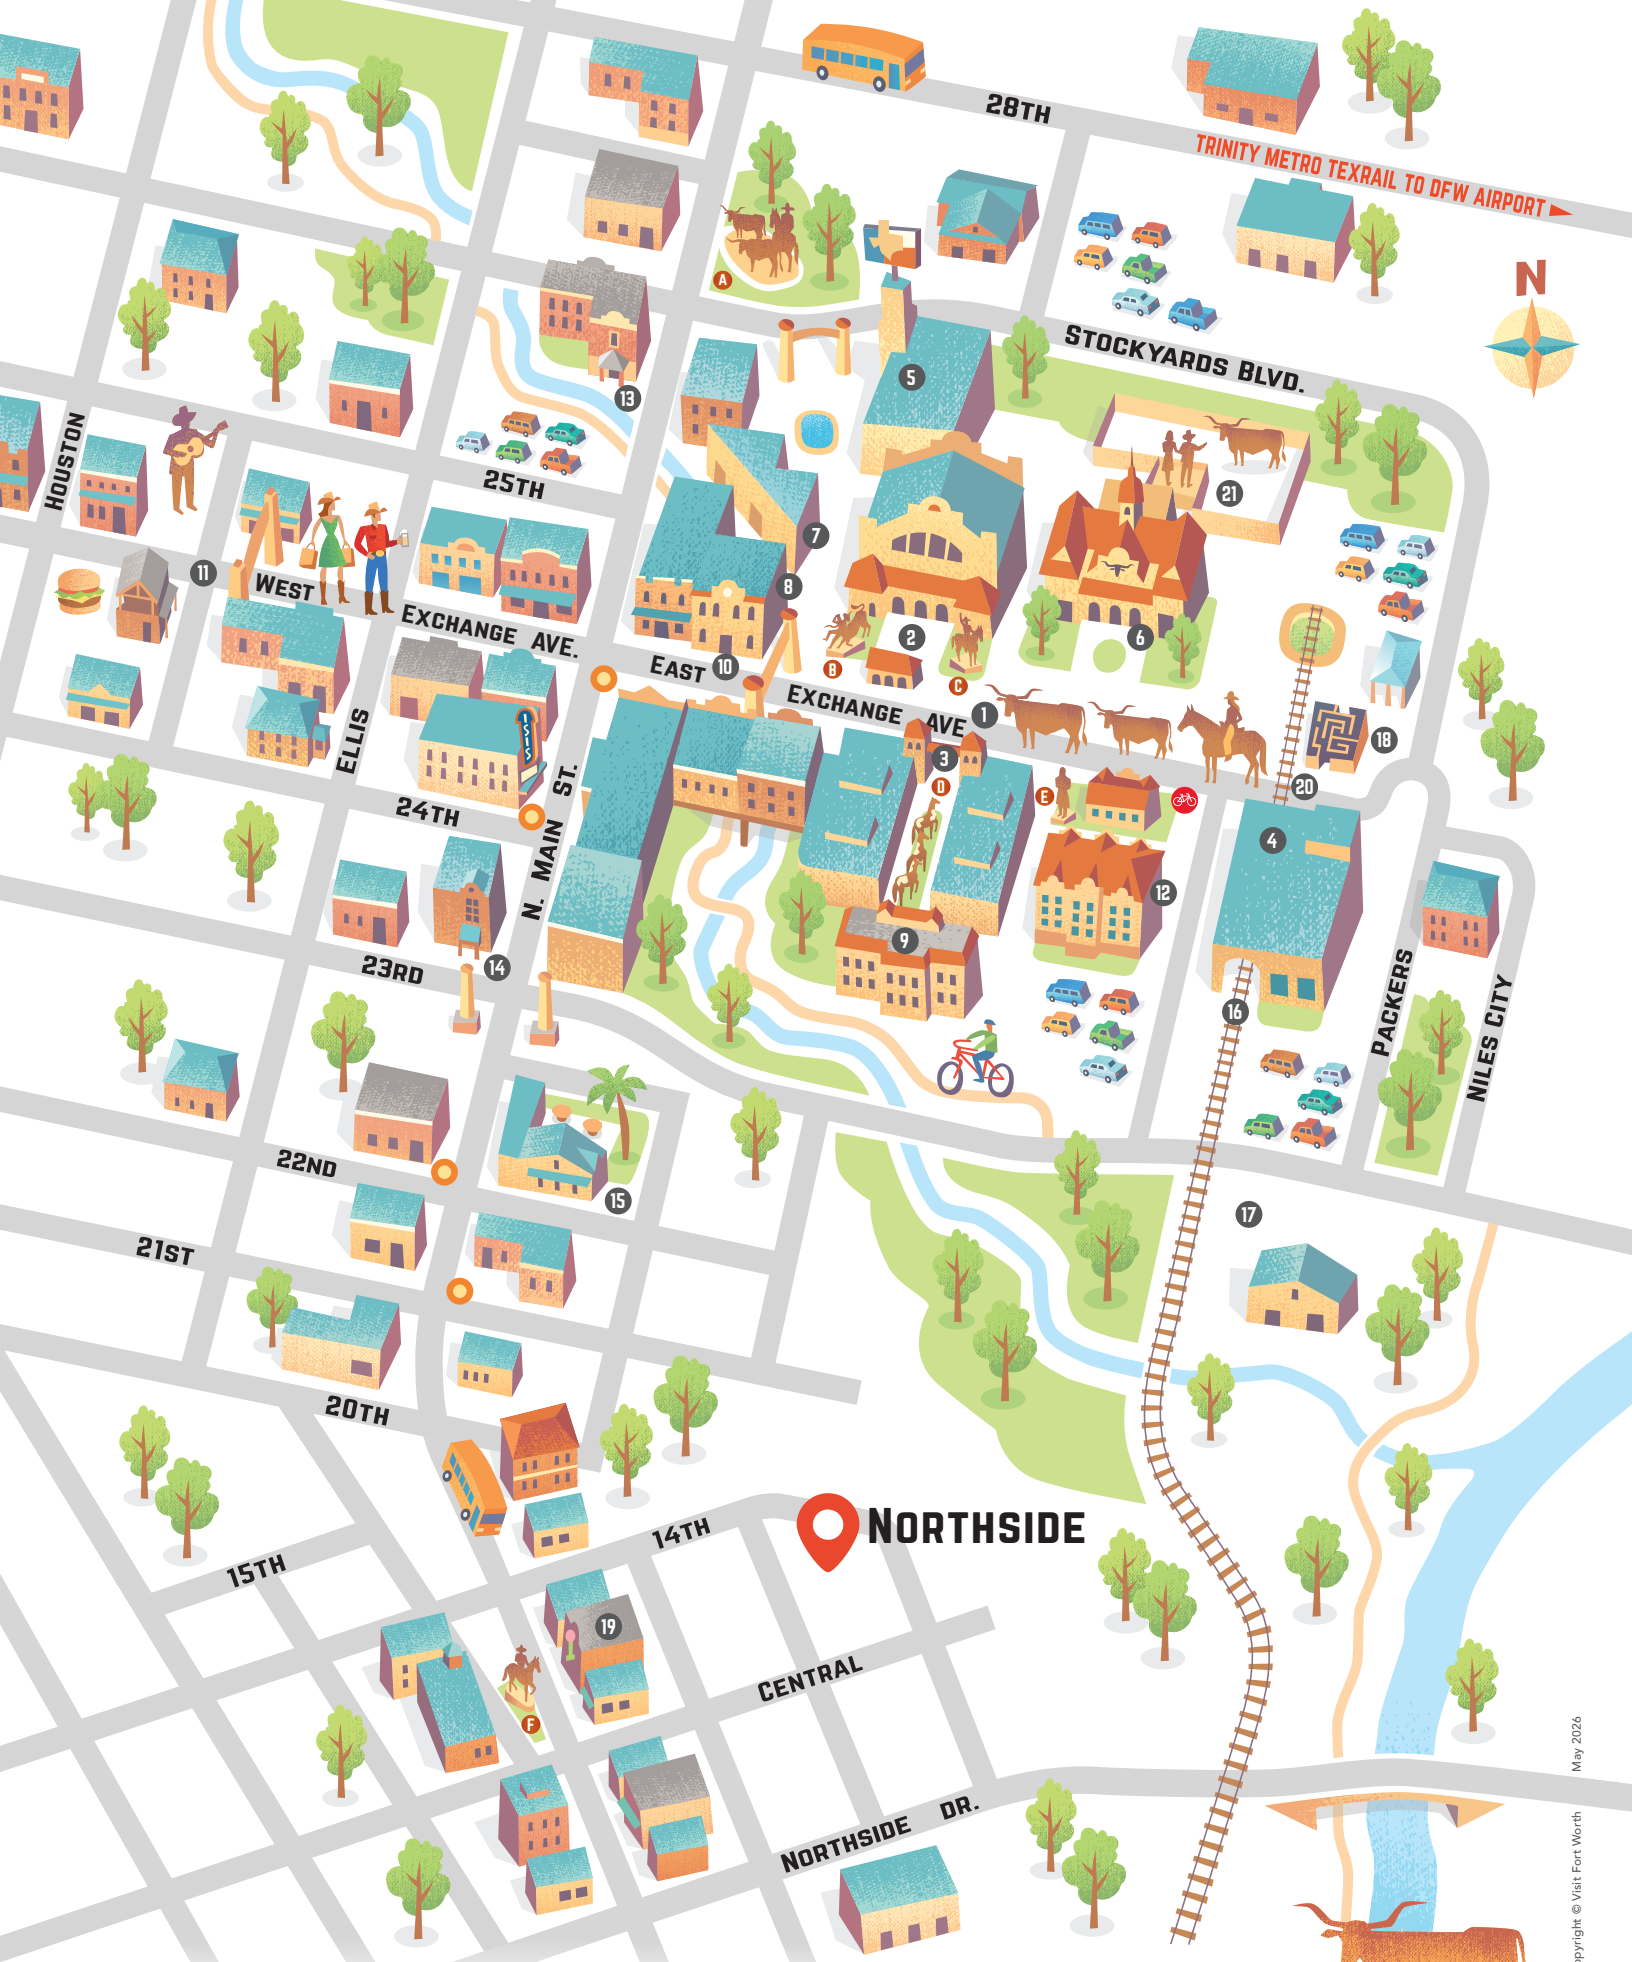 28TH
TRINITY METRO TEXRAIL TO DFW AIRPORT
N
A
STOCKYARDS BLVD.
5
13
HOUSTON
25TH
21
7
11
8
WEST
EXCHANGE AVE.
2
6
10
EAST
B
C
EXCHANGE AVE
1
ISIS
ELLIS
18
3
D
E
20
24TH
N. MAIN ST.
4
12
9
14
23RD
16
PACKERS
NILES CITY
22ND
15
17
21ST
20TH
14TH
NORTHSIDE
15TH
19
CENTRAL
F
NORTHSIDE DR.
opyright © Visit Fort Worth May 2026